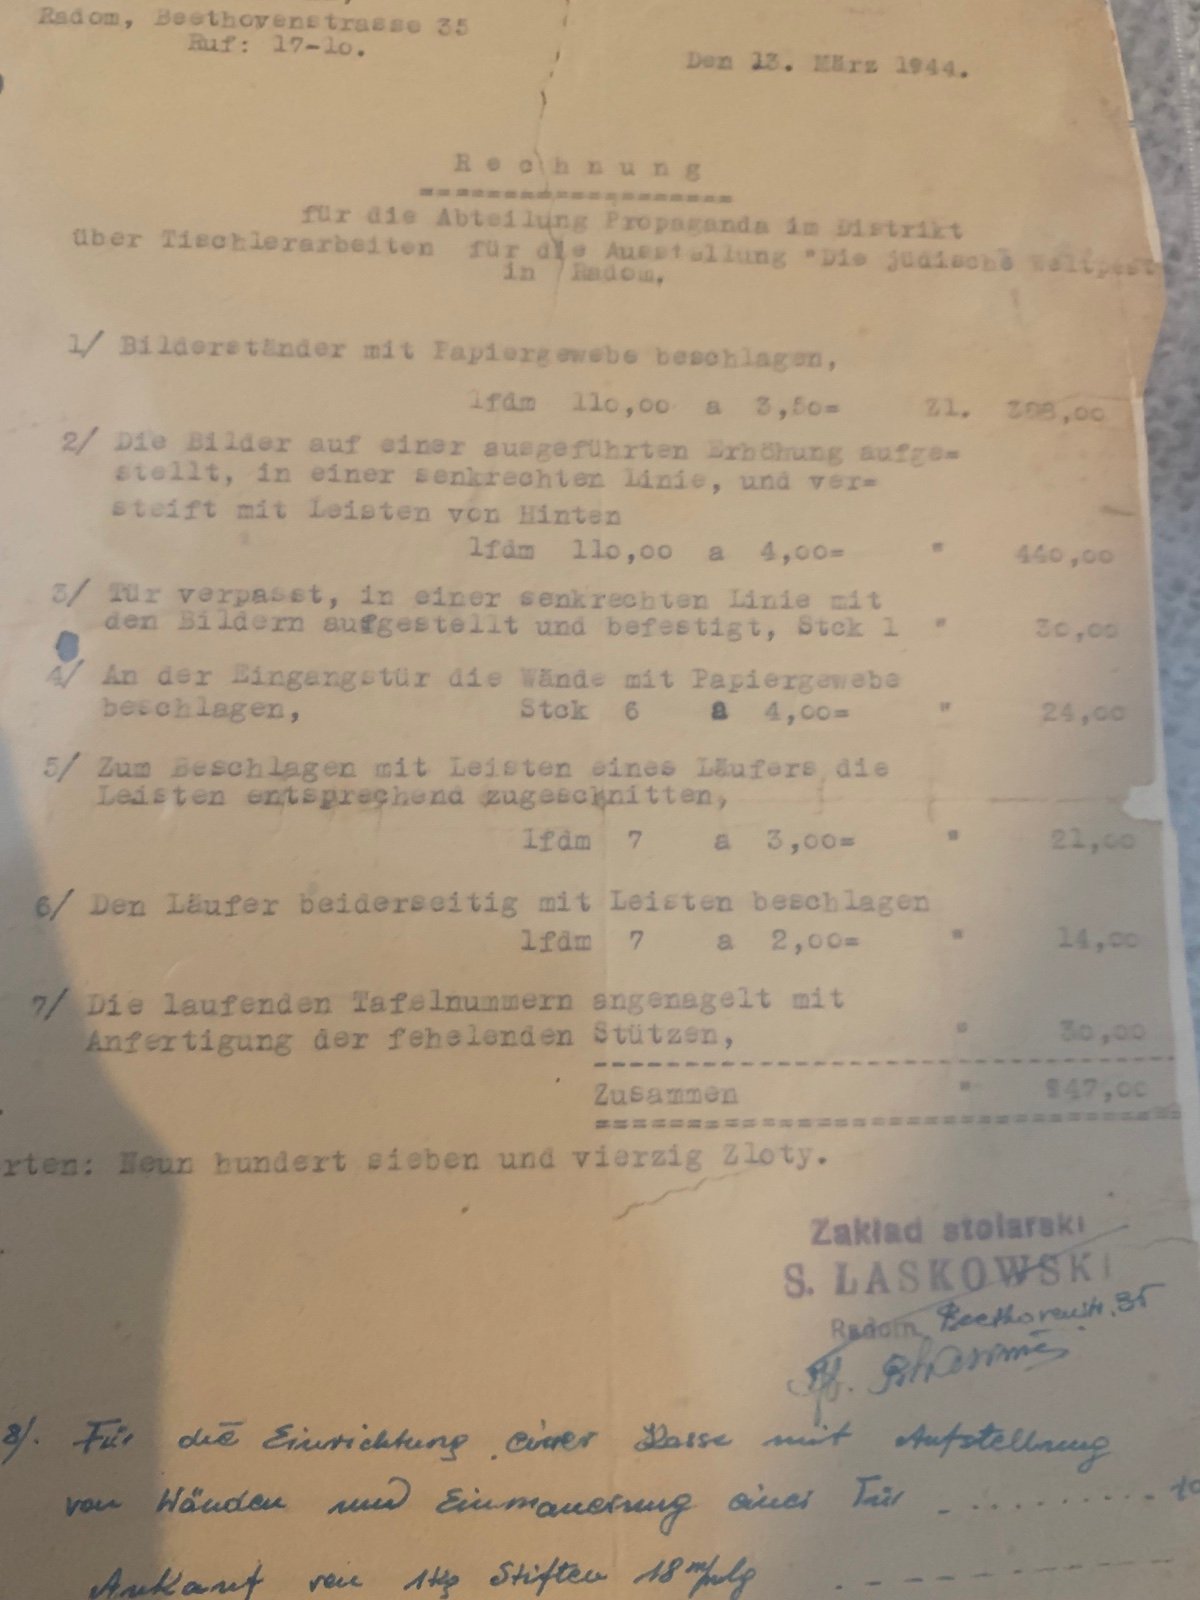 Radom, Beethovenstrasse 35
Ruf: 17-10.
Den 13. März 1944.
Rechnung
für die Abteilung Propaganda im Distrikt
über Tischlerarbeiten für die Ausstellung "Die jüdische Weltpest
in Radom.
1/ Bilderständer mit Papiergewebe beschlagen,
lfdm 110,00 a 3,50= Zl.
2/ Die Bilder auf einer ausgeführten Erhöhung aufge=
stellt, in einer senkrechten Linie, und ver=
steift mit Leisten von Hinten
lfdm 110,00 a 4,00= " 440,00
3/ Tür verpasst, in einer senkrechten Linie mit
den Bildern aufgestellt und befestigt, Stck 1 " 30,00
4/ An der Eingangstür die Wände mit Papiergewebe
beschlagen, Stck 6 a 4,00= " 24,00
5/ Zum Beschlagen mit Leisten eines Läufers die
Leisten entsprechend zugeschnitten,
lfdm 7 a 3,00= " 21,00
6/ Den Läufer beiderseitig mit Leisten beschlagen
lfdm 7 a 2,00= " 14,00
7/ Die laufenden Tafelnummern angenagelt mit
Anfertigung der fehelenden Stützen, " 30,00
Zusammen " 947,00
rten: Neun hundert sieben und vierzig Zloty.
Zakład stolarski
S. LASKOWSKI
Radom, Beethovenstr. 35
8/. Für die Einrichtung einer Kasse mit Aufstellung
von Wänden und Einmauerung einer Tür
Ankauf von 1 kg Stiften 18